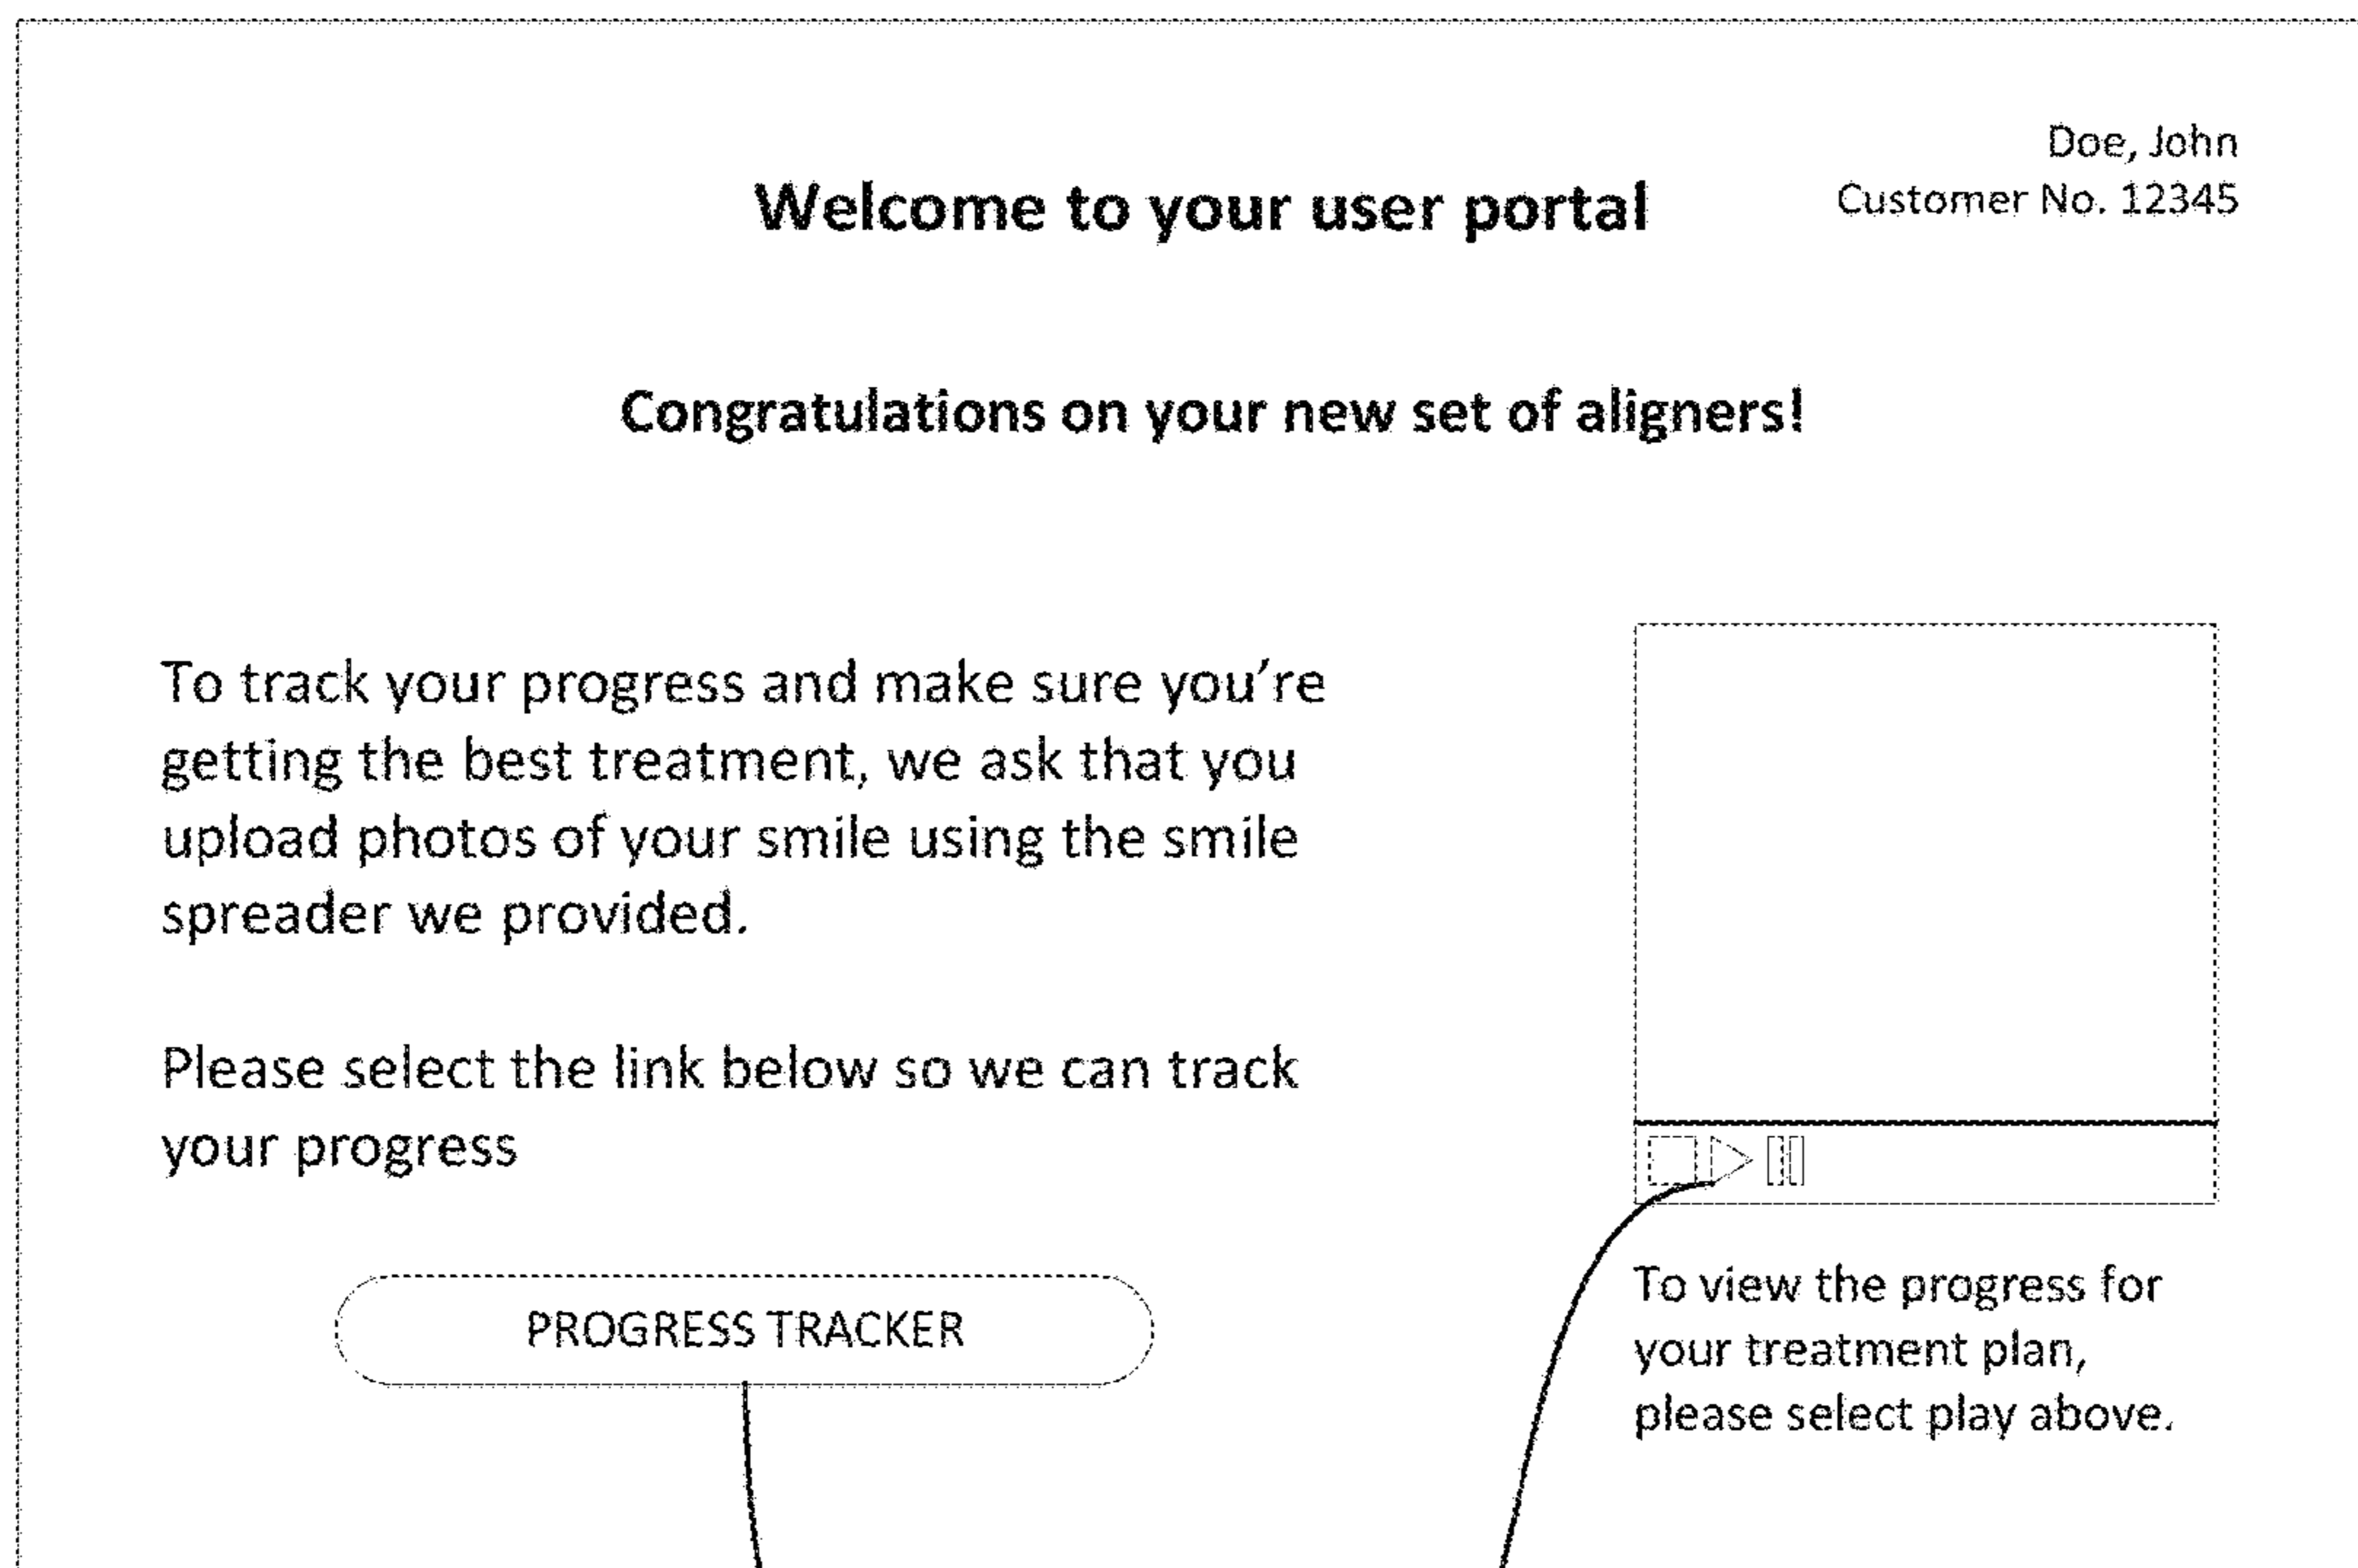 Doe, John
Customer No. 12345
Welcome to your user portal
Congratulations on your new set of aligners!
To track your progress and make sure you're
getting the best treatment, we ask that you
upload photos of your smile using the smile
spreader we provided.
Please select the link below so we can track
your progress
PROGRESS TRACKER
To view the progress for
your treatment plan,
please select play above.